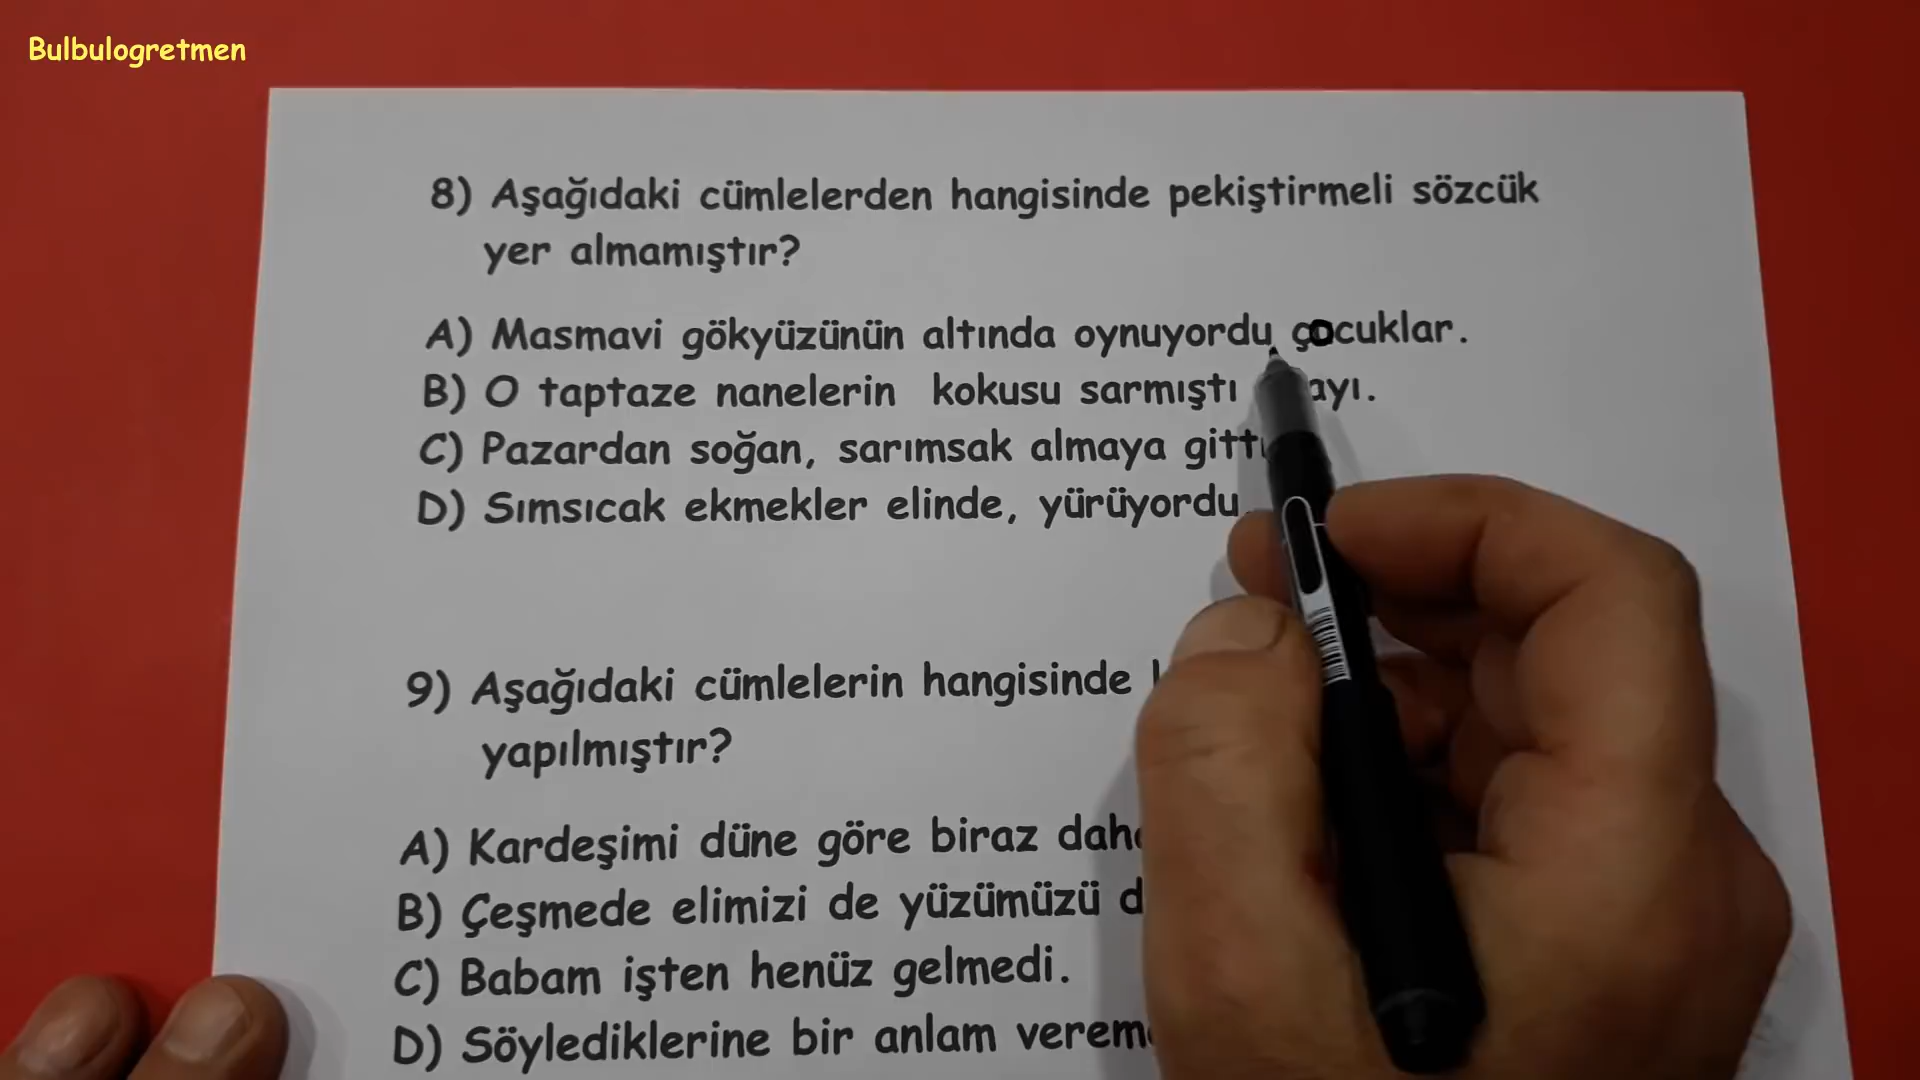 Bulbulogretmen
8) Aşağıdaki cümlelerden hangisinde pekiştirmeli sözcük
yer almamıştır?
A) Masmavi gökyüzünün altında oynuyordu çocuklar.
B) O taptaze nanelerin kokusu sarmıştı
C) Pazardan soğan, sarımsak almaya
D) Sımsıcak ekmekler elinde, yürüyordu.
9) Aşağıdaki cümlelerin hangisinde
yapılmıştır?
A) Kardeşimi düne göre biraz
B) Çeşmede elimizi de yüzümüzü
C) Babam işten henüz gelmedi.
D) Söylediklerine bir anlam